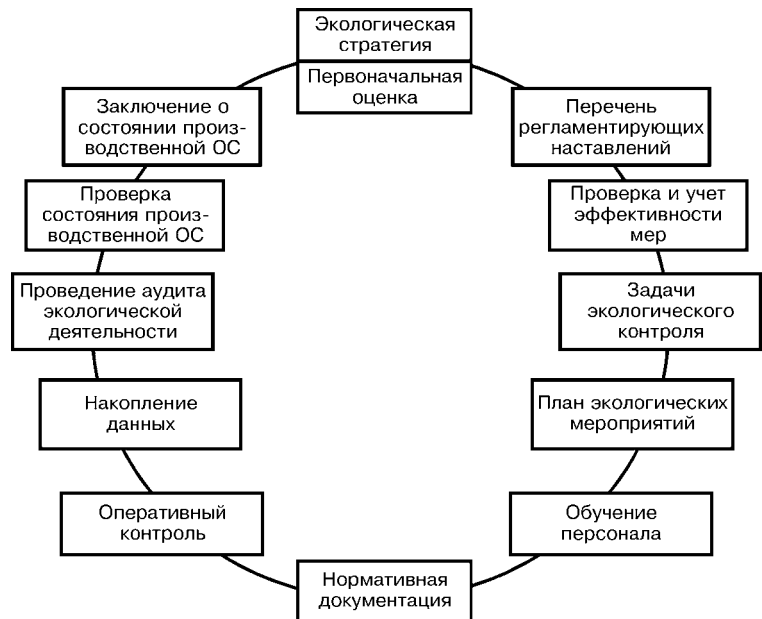 Экологическая
стратегия
Первоначальная
оценка
Перечень
регламентирующих
наставлений
Проверка и учет
эффективности
мер
Задачи
экологического
контроля
План экологических
мероприятий
Обучение
персонала
Нормативная
документация
Оперативный
контроль
Накопление
данных
Проведение аудита
экологической
деятельности
Проверка
состояния произ-
водственной ОС
Заключение о
состоянии произ-
водственной ОС